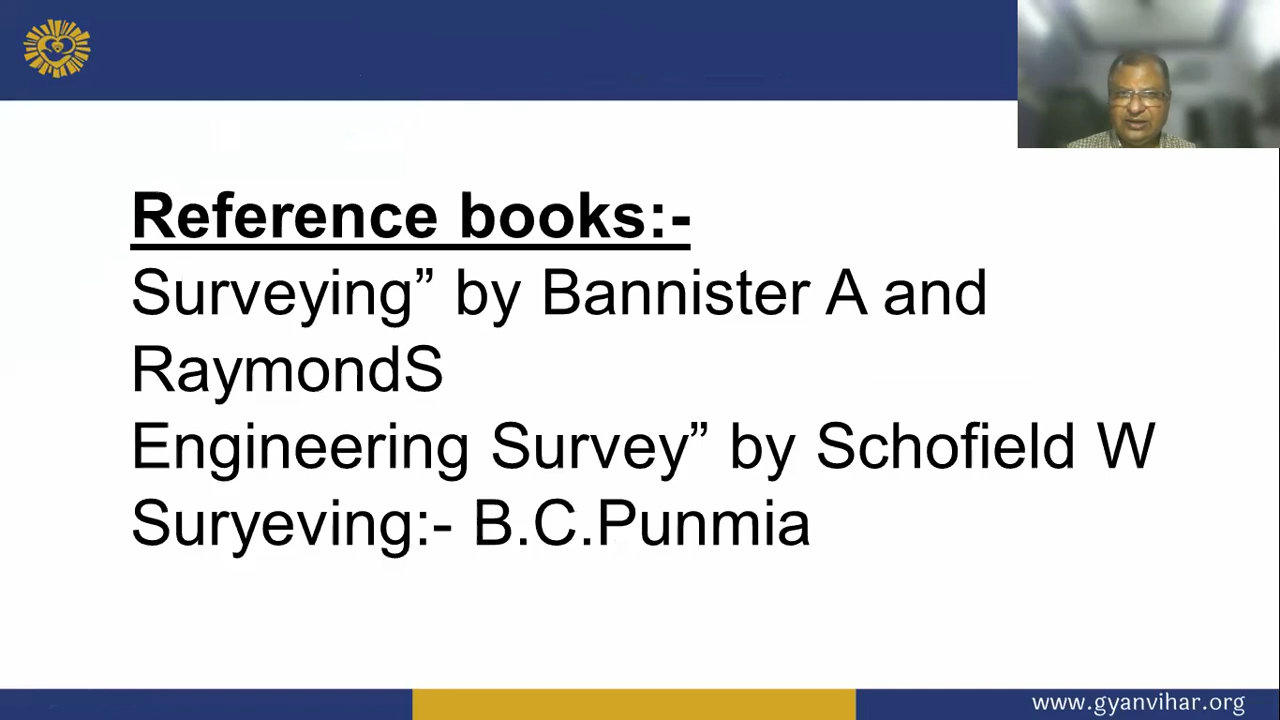 Reference books:-
Surveying” by Bannister A and
RaymondS
Engineering Survey” by Schofield W
Suryeving:- B.C.Punmia
www.gyanvihar.org